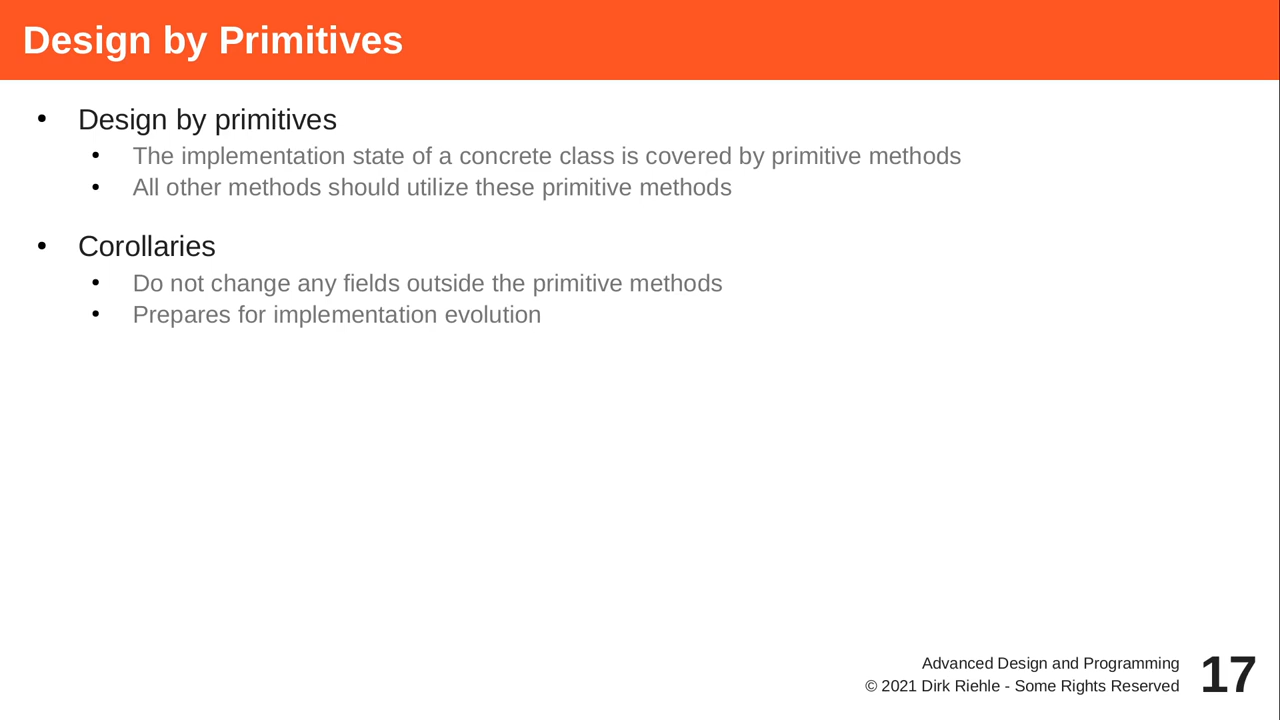 Design by Primitives
• Design by primitives
• The implementation state of a concrete class is covered by primitive methods
• All other methods should utilize these primitive methods
• Corollaries
• Do not change any fields outside the primitive methods
• Prepares for implementation evolution
Advanced Design and Programming
© 2021 Dirk Riehle - Some Rights Reserved
17